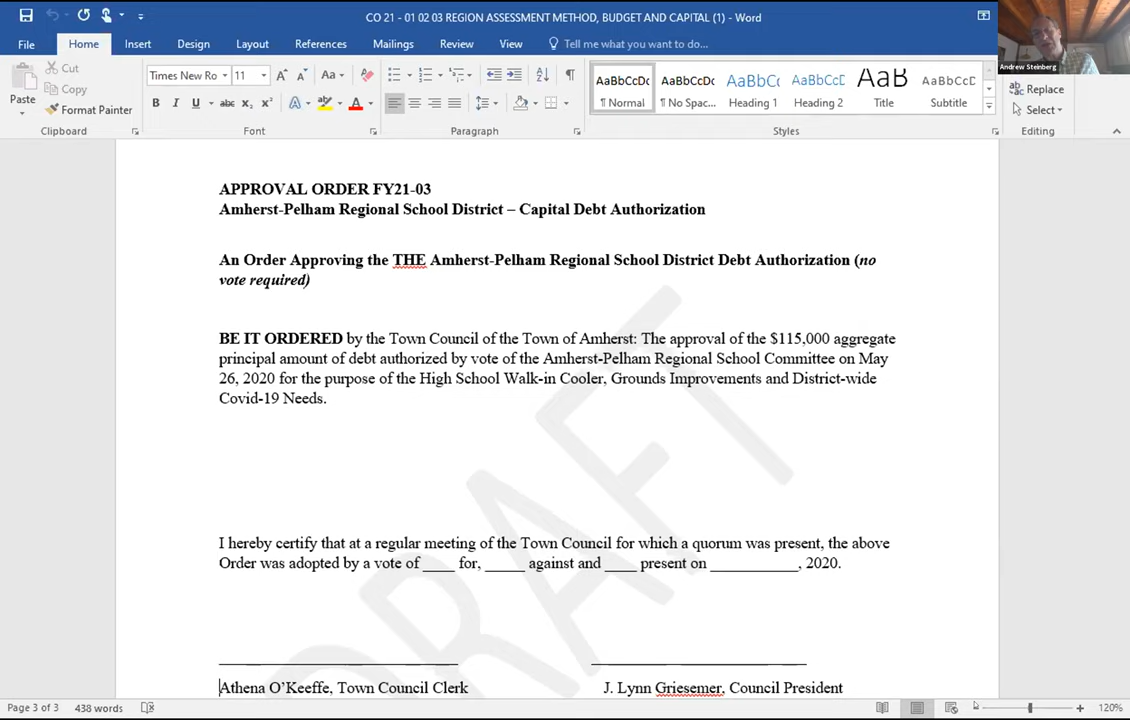 CO 21 - 01 02 03 REGION ASSESSMENT METHOD, BUDGET AND CAPITAL (1) - Word
Andrew Steinberg
File Home Insert Design Layout References Mailings Review View Tell me what you want to do...
Cut
Copy
Paste
Format Painter
Clipboard
Times New Ro 11
Font
Paragraph
AaBbCcDc AaBbCcDc AaBbCc AaBbCcD AaB AaBbCcD
¶ Normal ¶ No Spac... Heading 1 Heading 2 Title Subtitle
Styles
Replace
Select
Editing
APPROVAL ORDER FY21-03
Amherst-Pelham Regional School District – Capital Debt Authorization
An Order Approving the THE Amherst-Pelham Regional School District Debt Authorization (no
vote required)
BE IT ORDERED by the Town Council of the Town of Amherst: The approval of the $115,000 aggregate
principal amount of debt authorized by vote of the Amherst-Pelham Regional School Committee on May
26, 2020 for the purpose of the High School Walk-in Cooler, Grounds Improvements and District-wide
Covid-19 Needs.
I hereby certify that at a regular meeting of the Town Council for which a quorum was present, the above
Order was adopted by a vote of ____ for, _____ against and ____ present on ___________, 2020.
Athena O’Keeffe, Town Council Clerk J. Lynn Griesemer, Council President
DRAFT
Page 3 of 3 438 words 120%